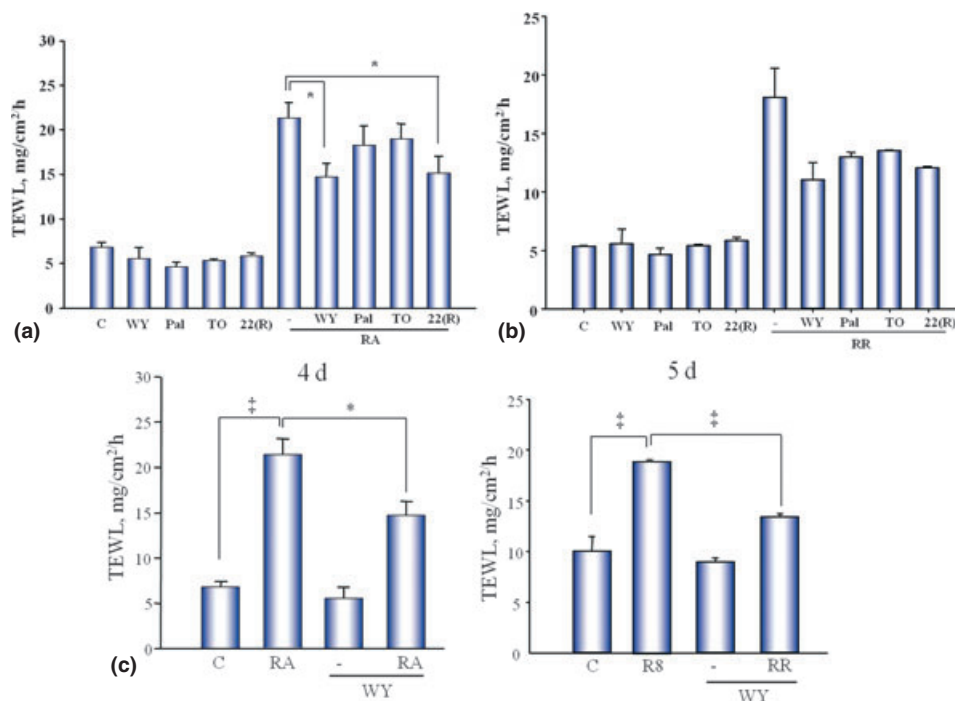 TEWL, mg/cm²/h
30
25
20
15
10
5
0
*
*
C WY Pal TO 22(R) - WY Pal TO 22(R)
RA
(a)
TEWL, mg/cm²/h
25
20
15
10
5
0
C WY Pal TO 22(R) - WY Pal TO 22(R)
RR
(b)
4 d
TEWL, mg/cm²/h
30
25
20
15
10
5
0
‡
*
C RA - RA
WY
(c)
5 d
TEWL, mg/cm²/h
25
20
15
10
5
0
‡
‡
C R8 - RR
WY